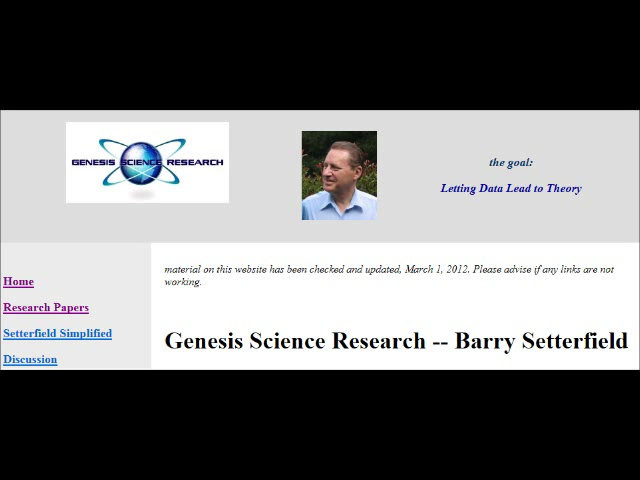 GENESIS SCIENCE RESEARCH
the goal:
Letting Data Lead to Theory
Home
Research Papers
Setterfield Simplified
Discussion
material on this website has been checked and updated, March 1, 2012. Please advise if any links are not
working.
Genesis Science Research -- Barry Setterfield